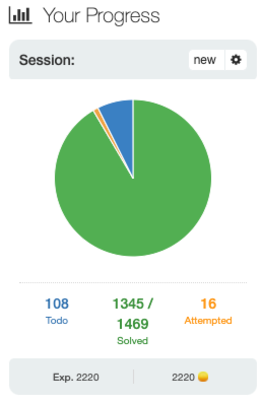 Your Progress
Session:
new
108
Todo
1345 /
1469
Solved
16
Attempted
Exp. 2220
2220